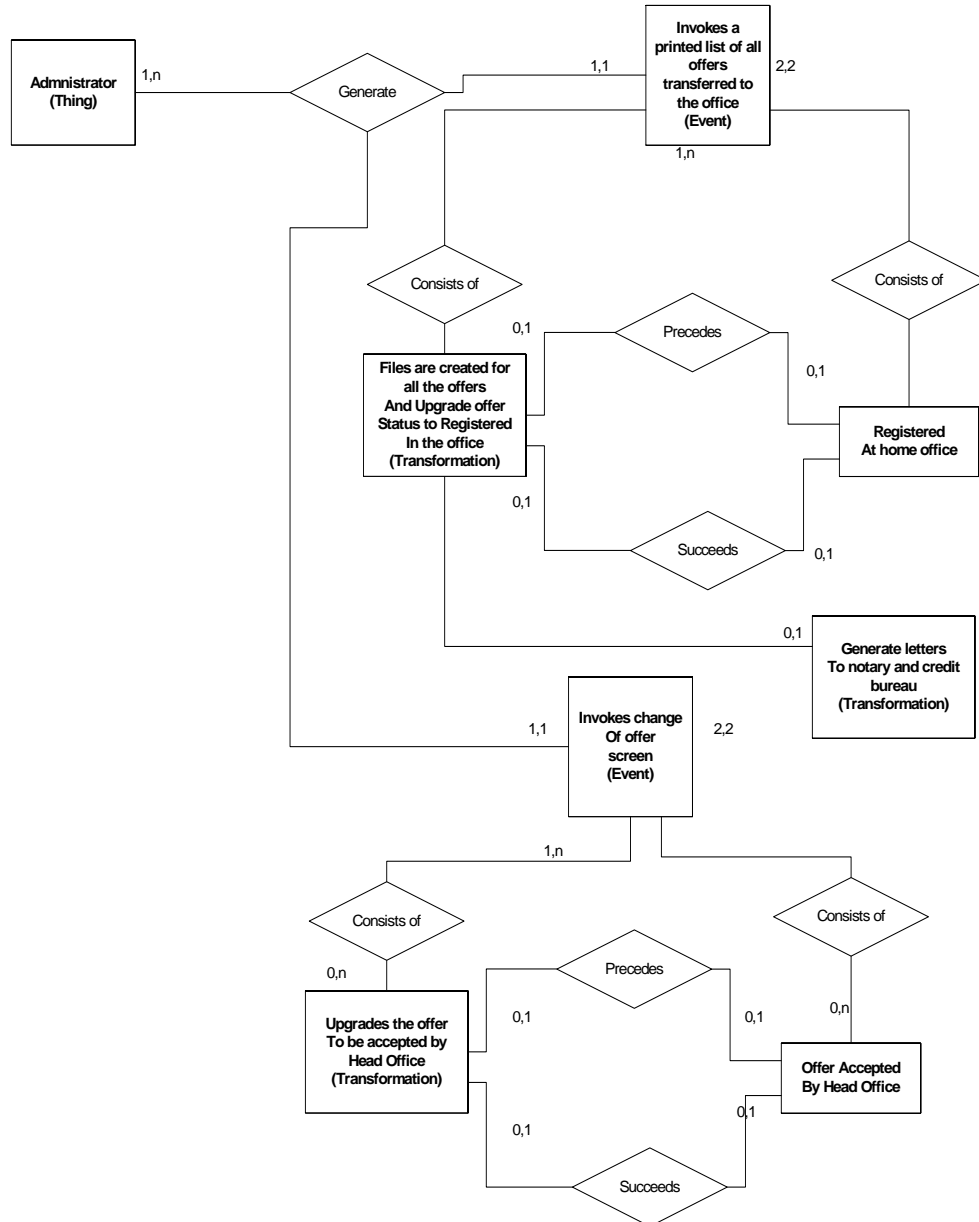 Admnistrator
(Thing)
1,n
Generate
1,1
Invokes a
printed list of all
offers
transferred to
the office
(Event)
2,2
1,n
Consists of
Consists of
0,1
Precedes
0,1
Files are created for
all the offers
And Upgrade offer
Status to Registered
In the office
(Transformation)
Registered
At home office
0,1
Succeeds
0,1
0,1
Generate letters
To notary and credit
bureau
(Transformation)
1,1
Invokes change
Of offer
screen
(Event)
2,2
1,n
Consists of
Consists of
0,n
Precedes
0,n
0,1
0,1
Upgrades the offer
To be accepted by
Head Office
(Transformation)
Offer Accepted
By Head Office
0,1
0,1
Succeeds